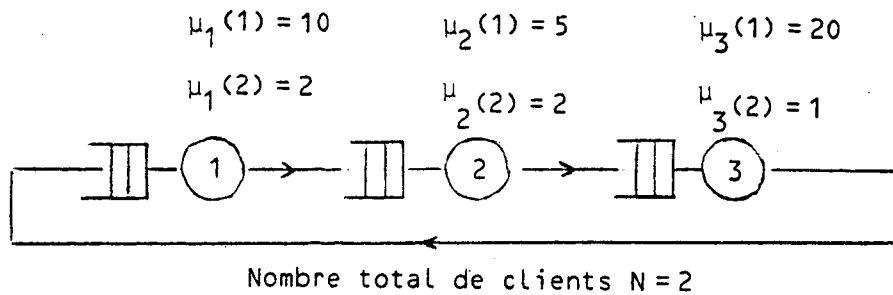 μ₁(1) = 10 μ₂(1) = 5 μ₃(1) = 20
μ₁(2) = 2 μ₂(2) = 2 μ₃(2) = 1
1 2 3
Nombre total de clients N = 2